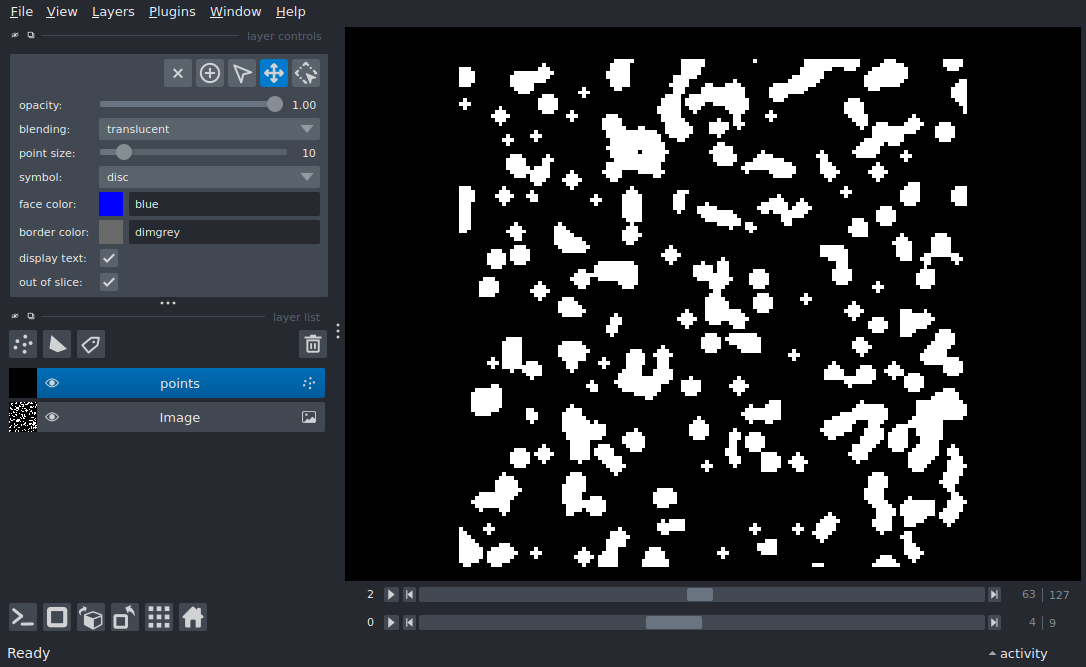 File View Layers Plugins Window Help
layer controls
opacity: 1.00
blending: translucent
point size: 10
symbol: disc
face color: blue
border color: dimgrey
display text:
out of slice:
layer list
points
Image
2 63 127
0 4 9
Ready activity